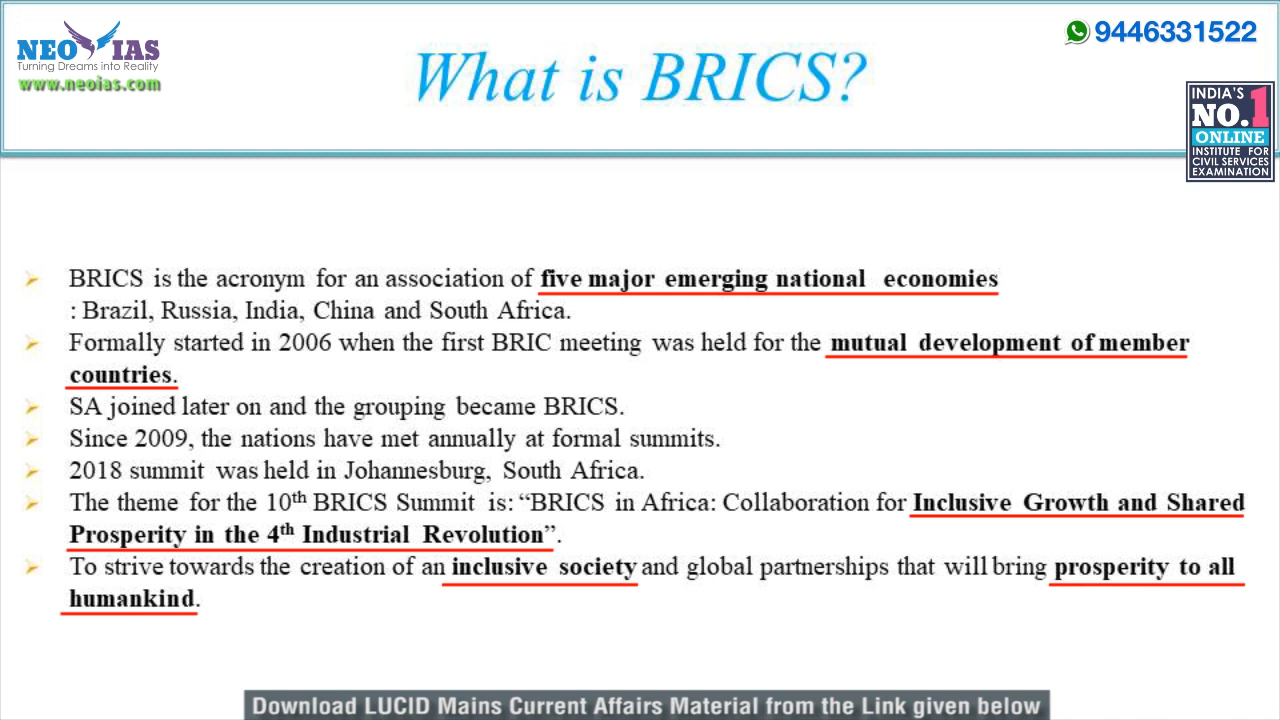 NEO IAS
Turning Dreams into Reality
www.neoias.com
What is BRICS?
9446331522
INDIA'S
NO.1
ONLINE
INSTITUTE FOR
CIVIL SERVICES
EXAMINATION
BRICS is the acronym for an association of five major emerging national economies
: Brazil, Russia, India, China and South Africa.
Formally started in 2006 when the first BRIC meeting was held for the mutual development of member
countries.
SA joined later on and the grouping became BRICS.
Since 2009, the nations have met annually at formal summits.
2018 summit was held in Johannesburg, South Africa.
The theme for the 10th BRICS Summit is: “BRICS in Africa: Collaboration for Inclusive Growth and Shared
Prosperity in the 4th Industrial Revolution”.
To strive towards the creation of an inclusive society and global partnerships that will bring prosperity to all
humankind.
Download LUCID Mains Current Affairs Material from the Link given below